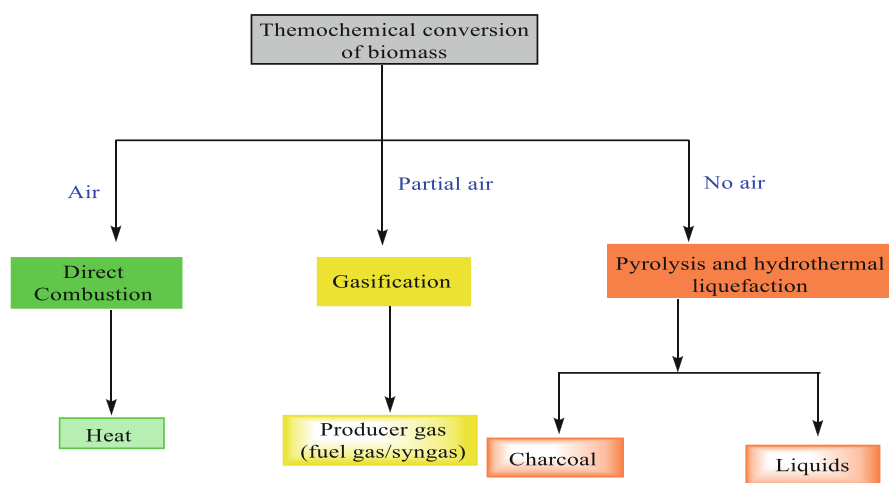 Themochemical conversion
of biomass
Air
Partial air
No air
Direct
Combustion
Gasification
Pyrolysis and hydrothermal
liquefaction
Heat
Producer gas
(fuel gas/syngas)
Charcoal
Liquids